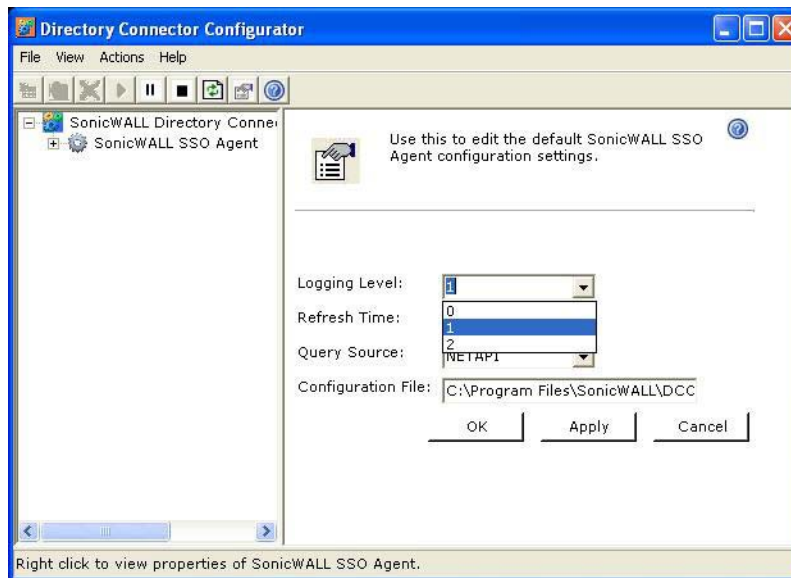 Directory Connector Configurator
File View Actions Help
SonicWALL Directory Connec
SonicWALL SSO Agent
Use this to edit the default SonicWALL SSO
Agent configuration settings.
Logging Level: 1
0
1
2
Refresh Time:
Query Source: NETAPI
Configuration File: C:\Program Files\SonicWALL\DCC
OK Apply Cancel
Right click to view properties of SonicWALL SSO Agent.